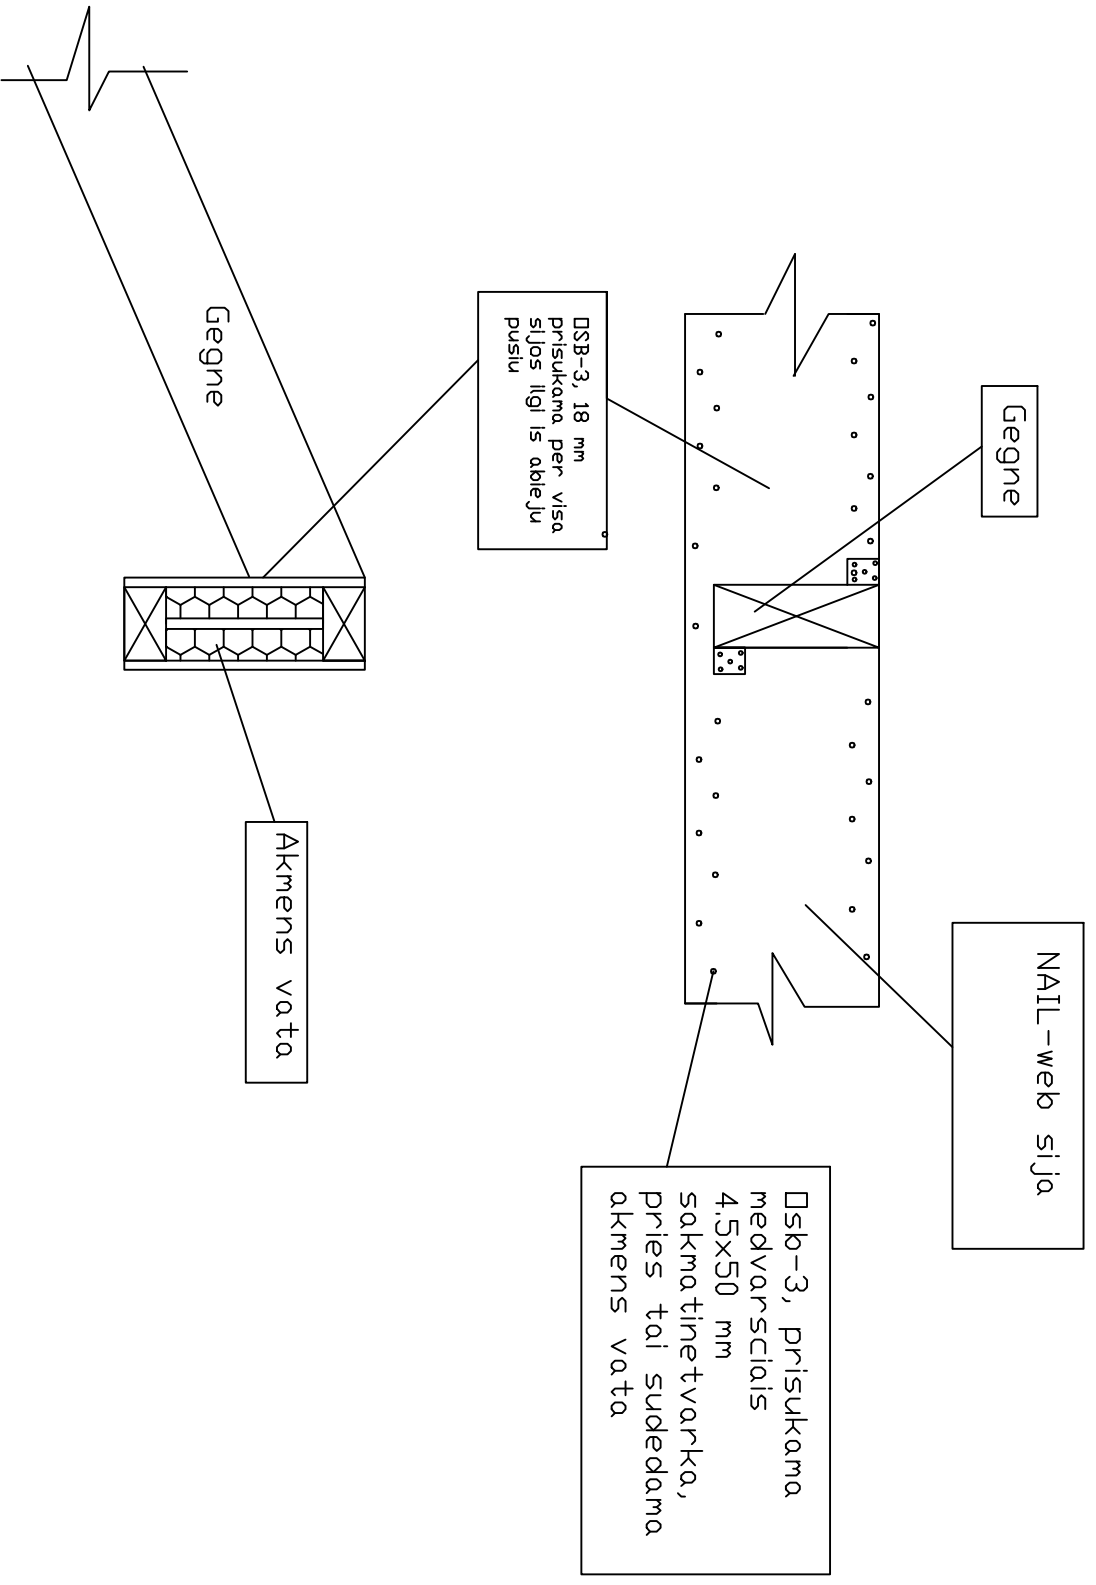 NAIL-web sija
Gegne
Osb-3, prisukama
medvarsciais
4.5x50 mm
sakmatinetvarka,
pries tai sudedama
akmens vata
OSB-3, 18 mm
prisukama per visa
sijos ilgi is abieju
pusiu
Akmens vata
Gegne